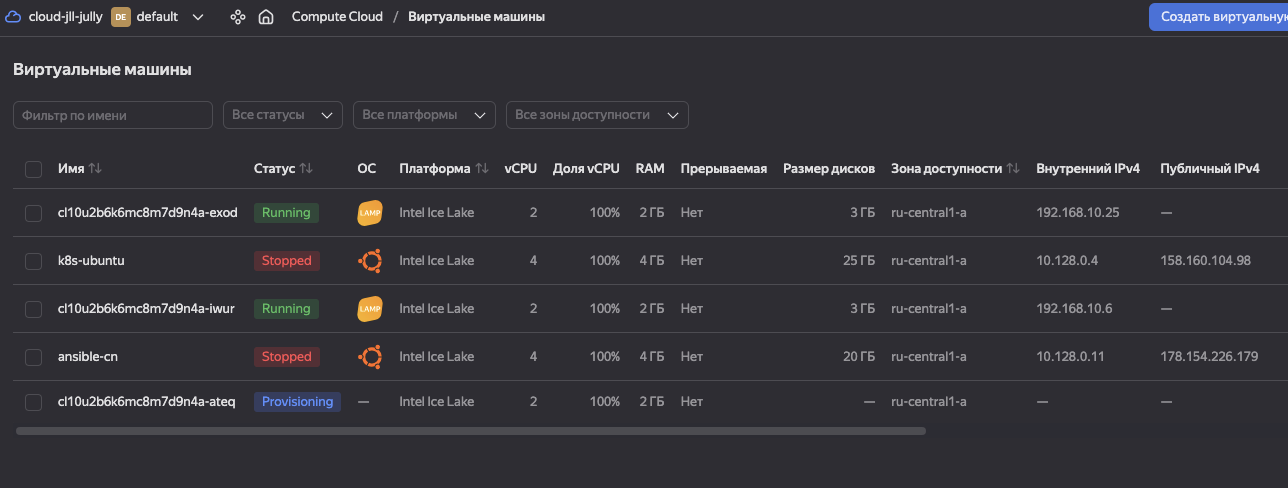 cloud-jll-jully DE default Compute Cloud / Виртуальные машины Создать виртуальную
Виртуальные машины
Фильтр по имени Все статусы Все платформы Все зоны доступности
Имя Статус ОС Платформа vCPU Доля vCPU RAM Прерываемая Размер дисков Зона доступности Внутренний IPv4 Публичный IPv4
cl10u2b6k6mc8m7d9n4a-exod Running LAMP Intel Ice Lake 2 100% 2 ГБ Нет 3 ГБ ru-central1-a 192.168.10.25 —
k8s-ubuntu Stopped Intel Ice Lake 4 100% 4 ГБ Нет 25 ГБ ru-central1-a 10.128.0.4 158.160.104.98
cl10u2b6k6mc8m7d9n4a-iwur Running LAMP Intel Ice Lake 2 100% 2 ГБ Нет 3 ГБ ru-central1-a 192.168.10.6 —
ansible-cn Stopped Intel Ice Lake 4 100% 4 ГБ Нет 20 ГБ ru-central1-a 10.128.0.11 178.154.226.179
cl10u2b6k6mc8m7d9n4a-ateq Provisioning — Intel Ice Lake 2 100% 2 ГБ Нет — ru-central1-a — —